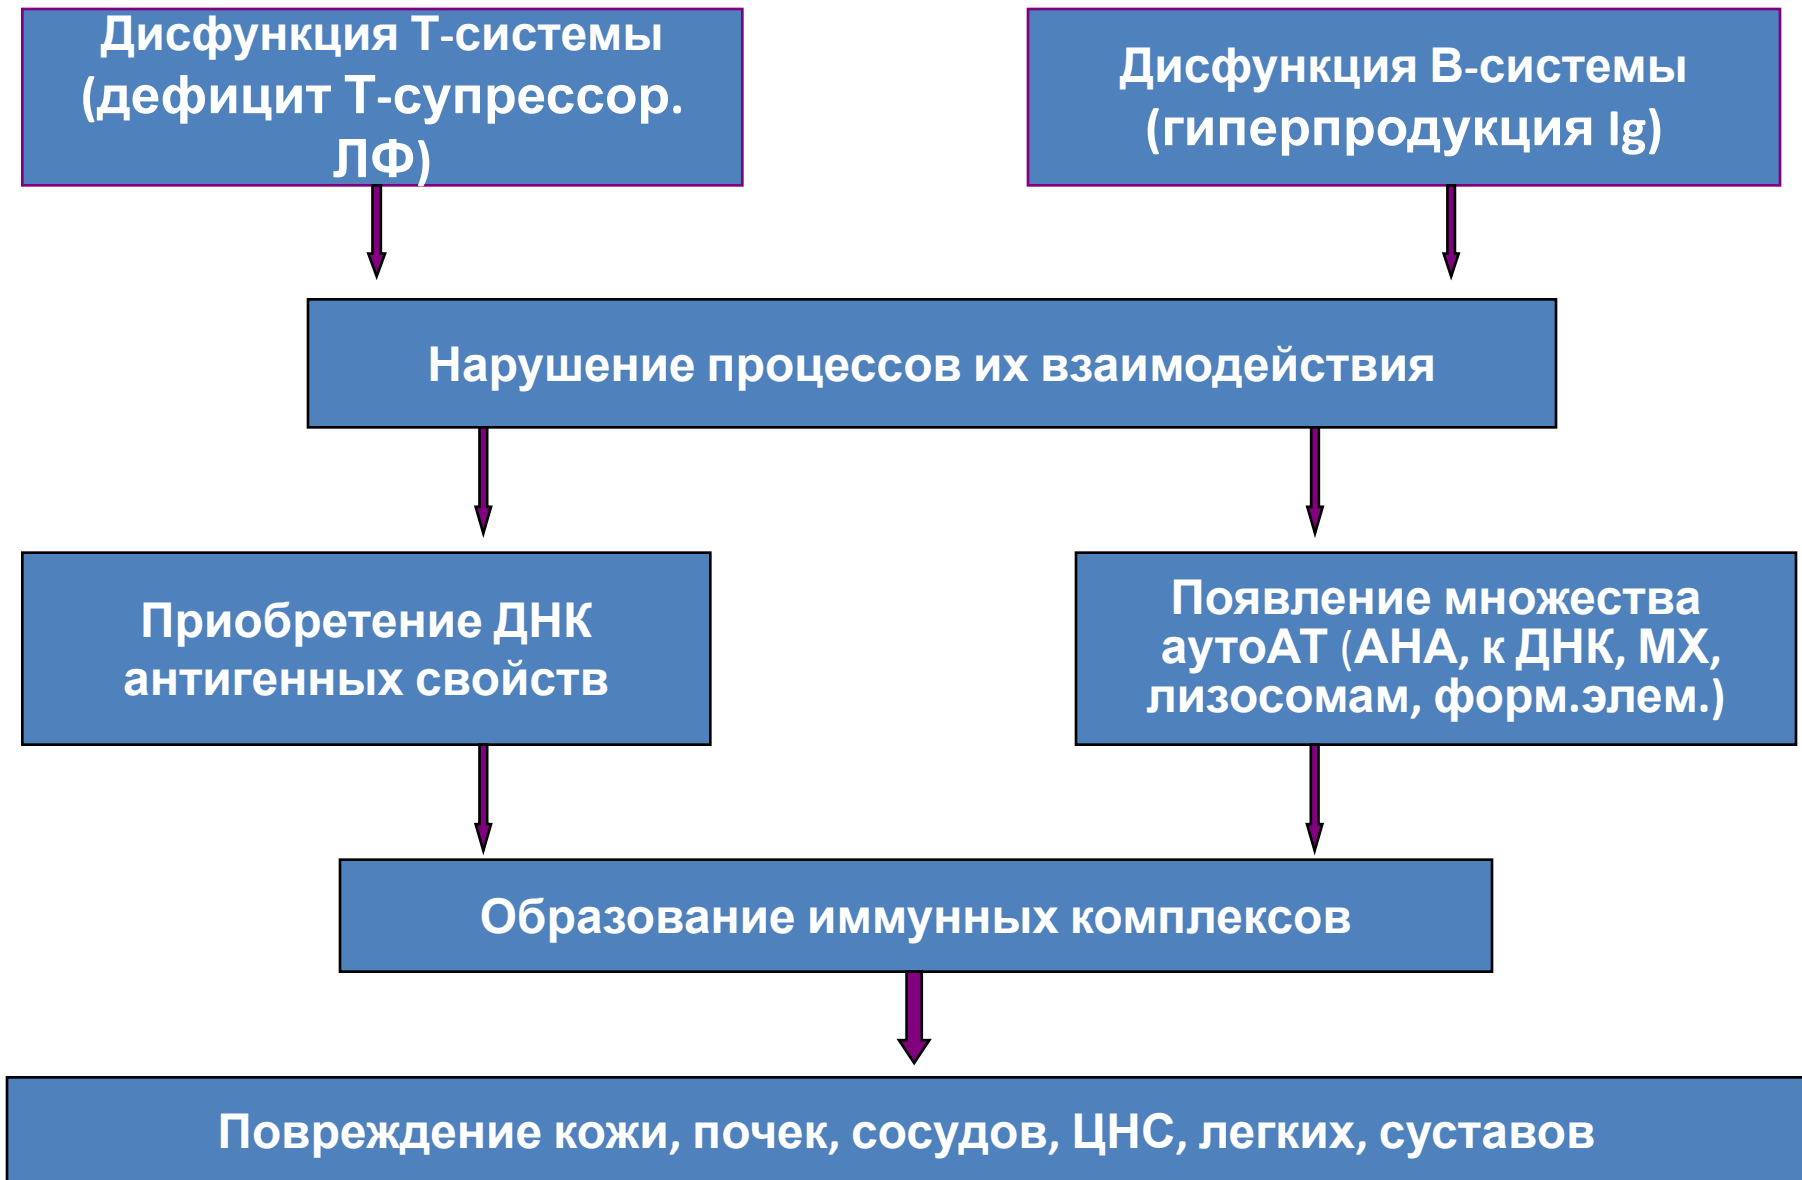 Дисфункция Т-системы
(дефицит Т-супрессор.
ЛФ)
Дисфункция В-системы
(гиперпродукция Ig)
Нарушение процессов их взаимодействия
Приобретение ДНК
антигенных свойств
Появление множества
аутоАТ (АНА, к ДНК, МХ,
лизосомам, форм.элем.)
Образование иммунных комплексов
Повреждение кожи, почек, сосудов, ЦНС, легких, суставов